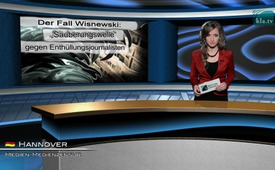 kla.tv
Der Fall Wisnewski:
„Säuberungswelle"
gegen Enthüllungsjournalisten
HANNOVER